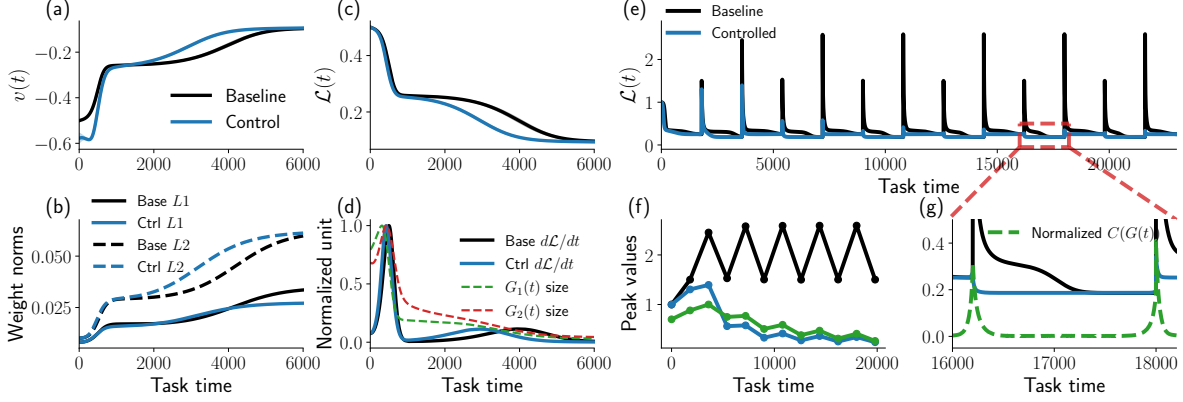 (a)
−0.2
−0.4
−0.6
v(t)
Baseline
Control
0
2000
4000
6000
(c)
0.4
0.2
ℒ(t)
0
2000
4000
6000
(e)
Baseline
Controlled
2
1
0
ℒ(t)
0
5000
10000
15000
20000
Task time
(b)
Base L1
Ctrl L1
Base L2
Ctrl L2
0.050
0.025
Weight norms
0
2000
4000
6000
Task time
(d)
1.0
0.5
0.0
Normalized unit
Base dℒ/dt
Ctrl dℒ/dt
G₁(t) size
G₂(t) size
0
2000
4000
6000
Task time
(f)
2
1
Peak values
0
10000
20000
Task time
(g)
Normalized C(G(t)
0.4
0.2
0.0
16000
17000
18000
Task time